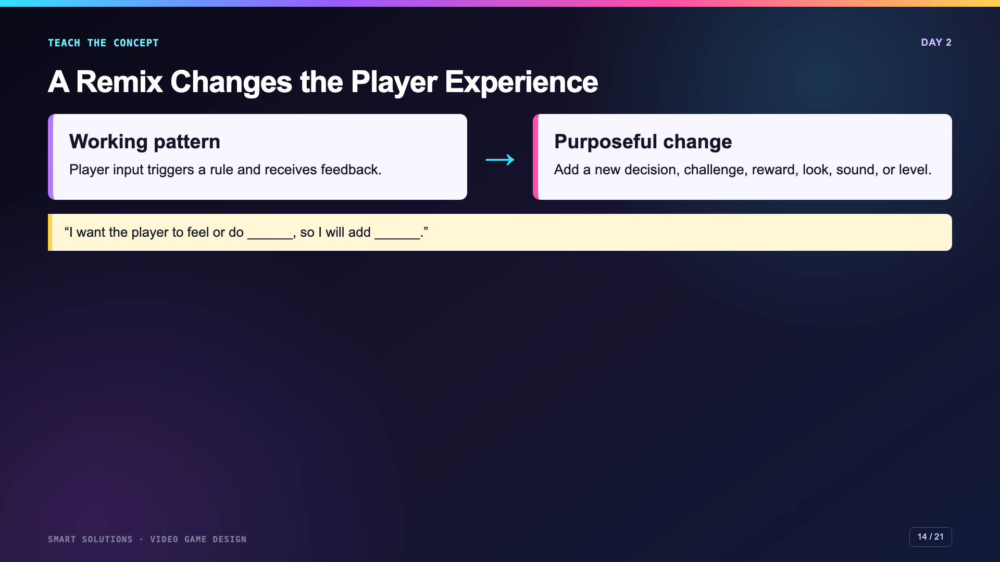 TEACH THE CONCEPT
DAY 2
A Remix Changes the Player Experience
Working pattern
Player input triggers a rule and receives feedback.
→
Purposeful change
Add a new decision, challenge, reward, look, sound, or level.
“I want the player to feel or do ______, so I will add ______.”
SMART SOLUTIONS · VIDEO GAME DESIGN
14 / 21